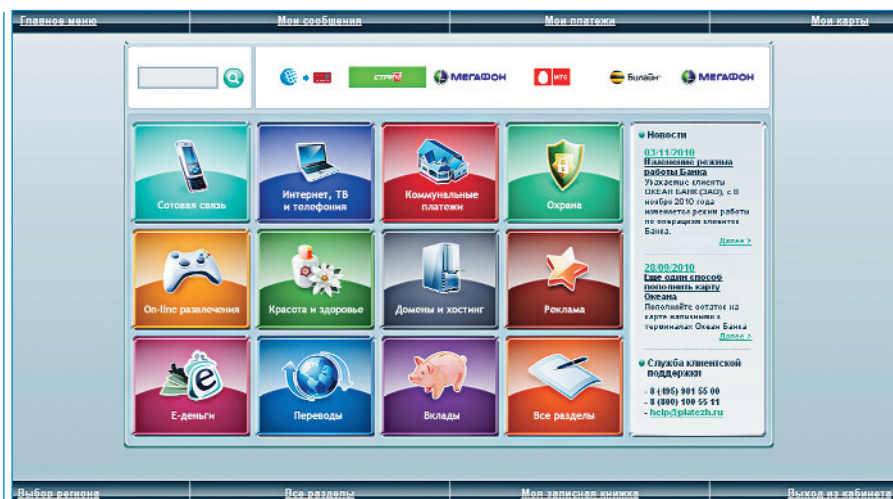 Главное меню
Мои сообщения
Мои платежи
Мои карты
МЕГАФОН
МТС
Билайн
МЕГАФОН
Сотовая связь
Интернет, ТВ
и телефония
Коммунальные
платежи
Охрана
On-line развлечения
Красота и здоровье
Домены и хостинг
Реклама
Е-деньги
Переводы
Вклады
Все разделы
Новости
03/11/2010
Изменение режима
работы Банка
Уважаемые клиенты
ОКЕАН БАНК (ЗАО), с 8
ноября 2010 года
изменяется режим работы
по операциям клиентов
Банка.
Далее >
28/09/2010
Еще один способ
пополнить карту
Океана
Пополняйте остаток на
карте наличными в
терминалах Океан Банка
Далее >
Служба клиентской
поддержки
- 8 (495) 981 55 00
- 8 (800) 100 55 11
- help@platezh.ru
Выбор региона
Все разделы
Моя записная книжка
Выход из кабинета